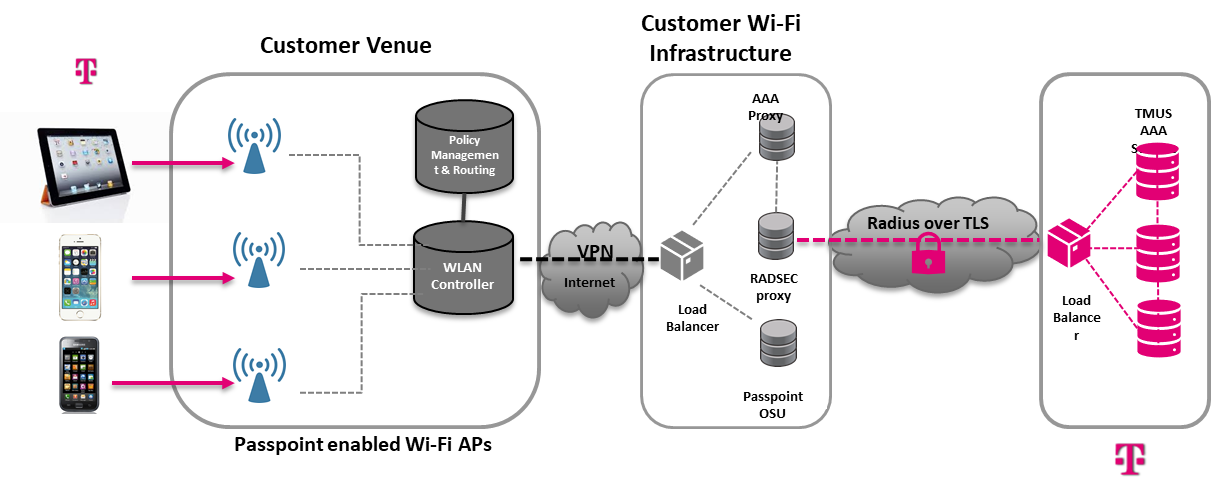 Customer Venue
Customer Wi-Fi
Infrastructure
Policy
Managemen
t & Routing
WLAN
Controller
Passpoint enabled Wi-Fi APs
VPN
Internet
AAA
Proxy
Load
Balancer
RADSEC
proxy
Passpoint
OSU
Radius over TLS
TMUS
AAA
Load
Balance
r